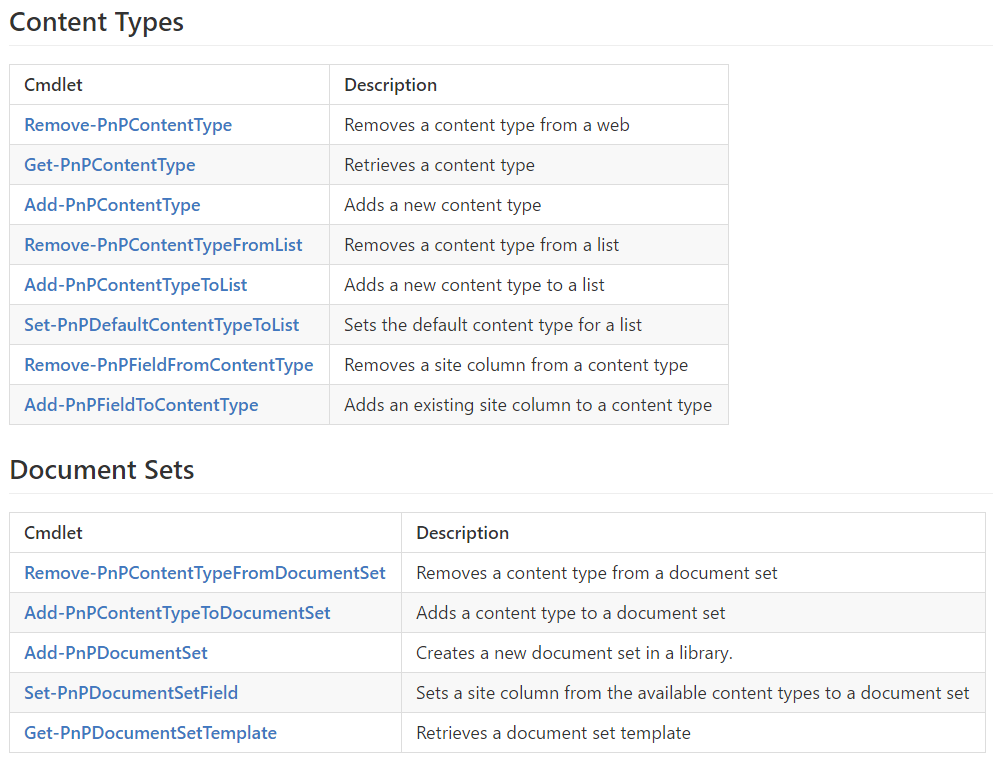 Content Types
Cmdlet Description
Remove-PnPContentType Removes a content type from a web
Get-PnPContentType Retrieves a content type
Add-PnPContentType Adds a new content type
Remove-PnPContentTypeFromList Removes a content type from a list
Add-PnPContentTypeToList Adds a new content type to a list
Set-PnPDefaultContentTypeToList Sets the default content type for a list
Remove-PnPFieldFromContentType Removes a site column from a content type
Add-PnPFieldToContentType Adds an existing site column to a content type
Document Sets
Cmdlet Description
Remove-PnPContentTypeFromDocumentSet Removes a content type from a document set
Add-PnPContentTypeToDocumentSet Adds a content type to a document set
Add-PnPDocumentSet Creates a new document set in a library.
Set-PnPDocumentSetField Sets a site column from the available content types to a document set
Get-PnPDocumentSetTemplate Retrieves a document set template